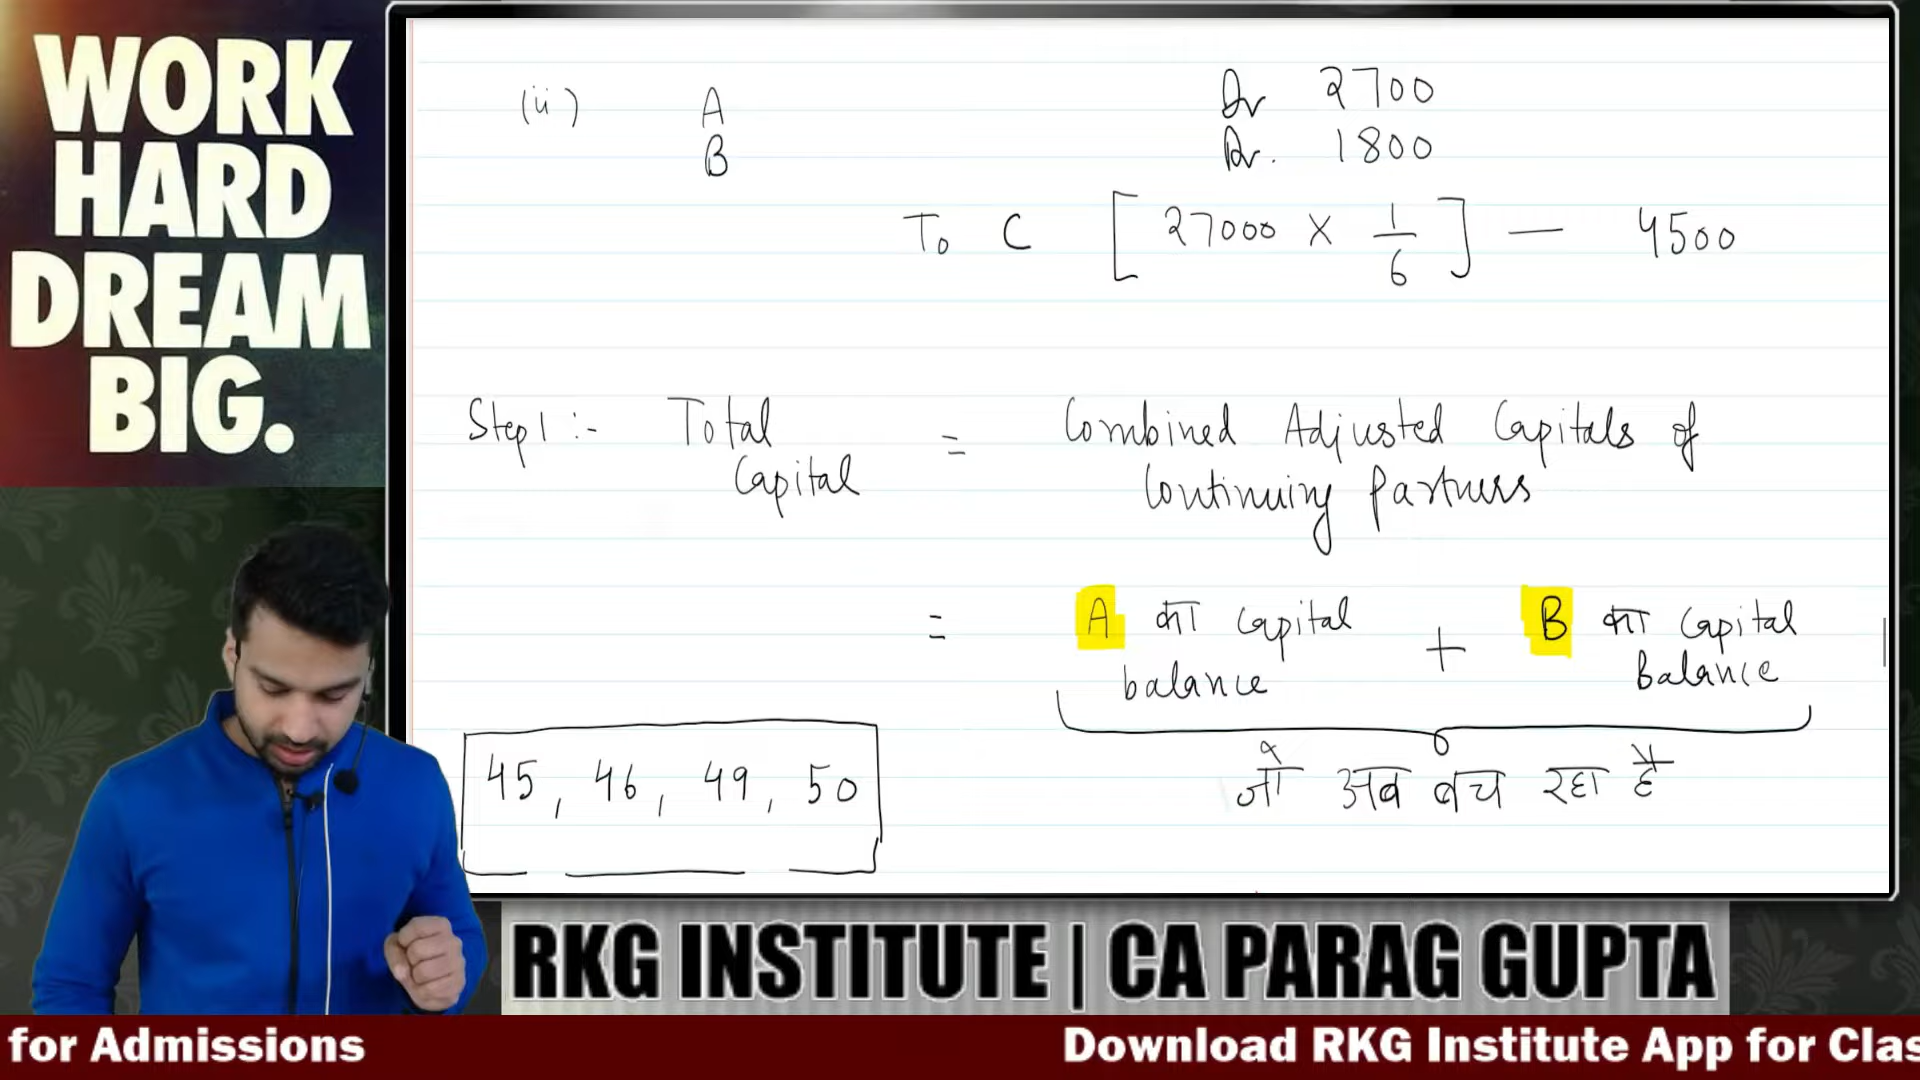 WORK
HARD
DREAM
BIG.
(ii) A Dr 2700
B Dr. 1800
To C [ 27000 X 1/6 ] — 4500
Step 1 :- Total Capital = Combined Adjusted Capitals of
Continuing Partners
= A का Capital balance + B का Capital Balance
जो अब बच रहा है
45, 46, 49, 50
RKG INSTITUTE | CA PARAG GUPTA
for Admissions Download RKG Institute App for Clas